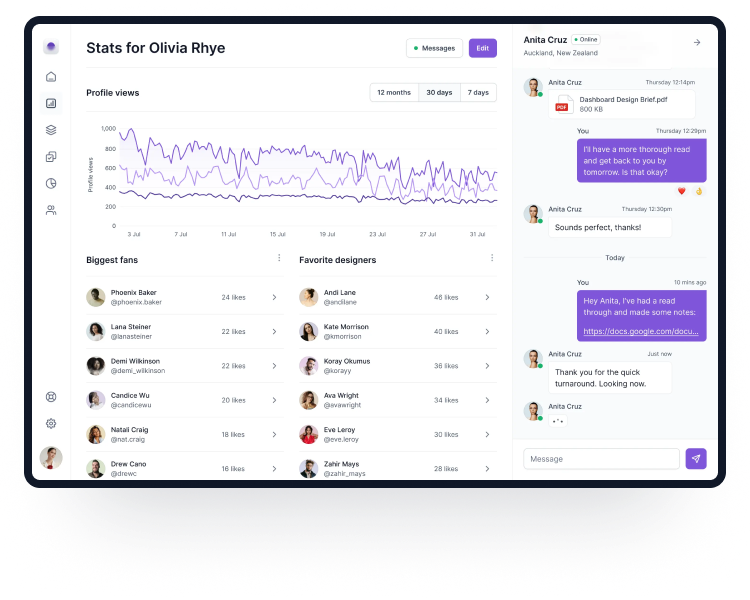 Stats for Olivia Rhye
Messages
Edit
Profile views
12 months
30 days
7 days
Profile views
1,000
800
600
400
200
0
3 Jul
7 Jul
11 Jul
15 Jul
19 Jul
23 Jul
27 Jul
31 Jul
Biggest fans
Phoenix Baker
@phoenix.baker
24 likes
Lana Steiner
@lanasteiner
22 likes
Demi Wilkinson
@demi_wilkinson
22 likes
Candice Wu
@candicewu
20 likes
Natali Craig
@nat.craig
18 likes
Drew Cano
@drewc
16 likes
Favorite designers
Andi Lane
@andilane
46 likes
Kate Morrison
@kmorrison
40 likes
Koray Okumus
@korayy
36 likes
Ava Wright
@avawright
34 likes
Eve Leroy
@eve.leroy
30 likes
Zahir Mays
@zahir_mays
28 likes
Anita Cruz
Online
Auckland, New Zealand
Anita Cruz
Thursday 12:14pm
PDF
Dashboard Design Brief.pdf
800 KB
You
Thursday 12:29pm
I'll have a more thorough read
and get back to you by
tomorrow. Is that okay?
Anita Cruz
Thursday 12:30pm
Sounds perfect, thanks!
Today
You
10 mins ago
Hey Anita, I've had a read
through and made some notes:
https://docs.google.com/docu...
Anita Cruz
Just now
Thank you for the quick
turnaround. Looking now.
Anita Cruz
Message